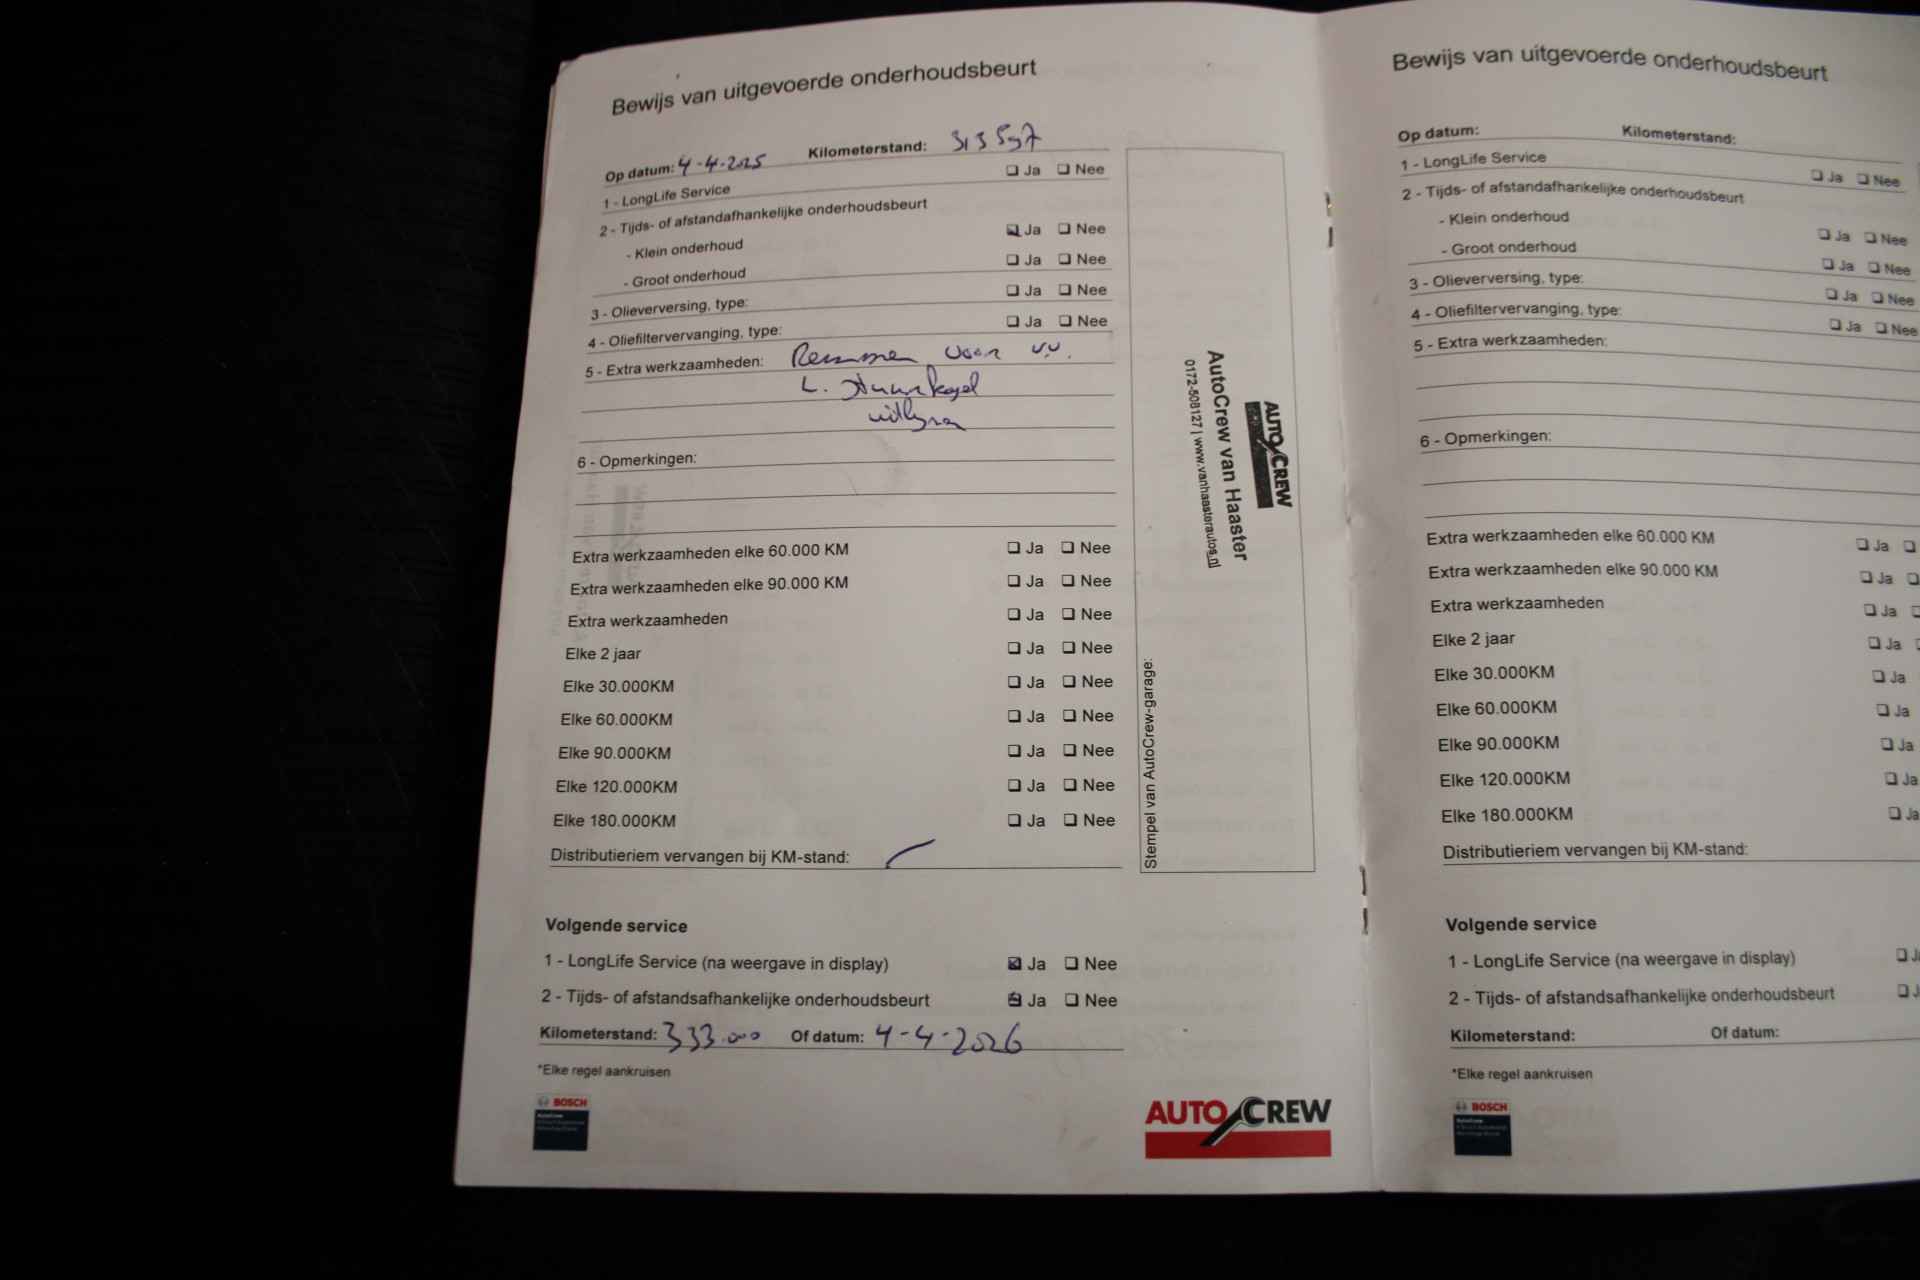 Bewijs van uitgevoerde onderhoudsbeurt
Op datum: 4-4-2025 Kilometerstand: 313597
1 - LongLife Service Ja Nee
2 - Tijds- of afstandafhankelijke onderhoudsbeurt
- Klein onderhoud Ja Nee
- Groot onderhoud Ja Nee
3 - Olieverversing, type: Ja Nee
4 - Oliefiltervervanging, type: Ja Nee
5 - Extra werkzaamheden: Remmen voor v.v.
L. Stuurkogel
uitlijnen
6 - Opmerkingen:
Extra werkzaamheden elke 60.000 KM Ja Nee
Extra werkzaamheden elke 90.000 KM Ja Nee
Extra werkzaamheden Ja Nee
Elke 2 jaar Ja Nee
Elke 30.000KM Ja Nee
Elke 60.000KM Ja Nee
Elke 90.000KM Ja Nee
Elke 120.000KM Ja Nee
Elke 180.000KM Ja Nee
Distributieriem vervangen bij KM-stand:
Volgende service
1 - LongLife Service (na weergave in display) Ja Nee
2 - Tijds- of afstandsafhankelijke onderhoudsbeurt Ja Nee
Kilometerstand: 333.000 Of datum: 4-4-2026
*Elke regel aankruisen
BOSCH
AUTO CREW
Stempel van AutoCrew-garage:
AUTO CREW
AutoCrew van Haaster
0172-508127 | www.vanhaasterautos.nl
Bewijs van uitgevoerde onderhoudsbeurt
Op datum: Kilometerstand:
1 - LongLife Service Ja Nee
2 - Tijds- of afstandafhankelijke onderhoudsbeurt
- Klein onderhoud Ja Nee
- Groot onderhoud Ja Nee
3 - Olieverversing, type: Ja Nee
4 - Oliefiltervervanging, type: Ja Nee
5 - Extra werkzaamheden:
6 - Opmerkingen:
Extra werkzaamheden elke 60.000 KM Ja
Extra werkzaamheden elke 90.000 KM Ja
Extra werkzaamheden Ja
Elke 2 jaar Ja
Elke 30.000KM Ja
Elke 60.000KM Ja
Elke 90.000KM Ja
Elke 120.000KM Ja
Elke 180.000KM Ja
Distributieriem vervangen bij KM-stand:
Volgende service
1 - LongLife Service (na weergave in display)
2 - Tijds- of afstandsafhankelijke onderhoudsbeurt
Kilometerstand: Of datum:
*Elke regel aankruisen
BOSCH